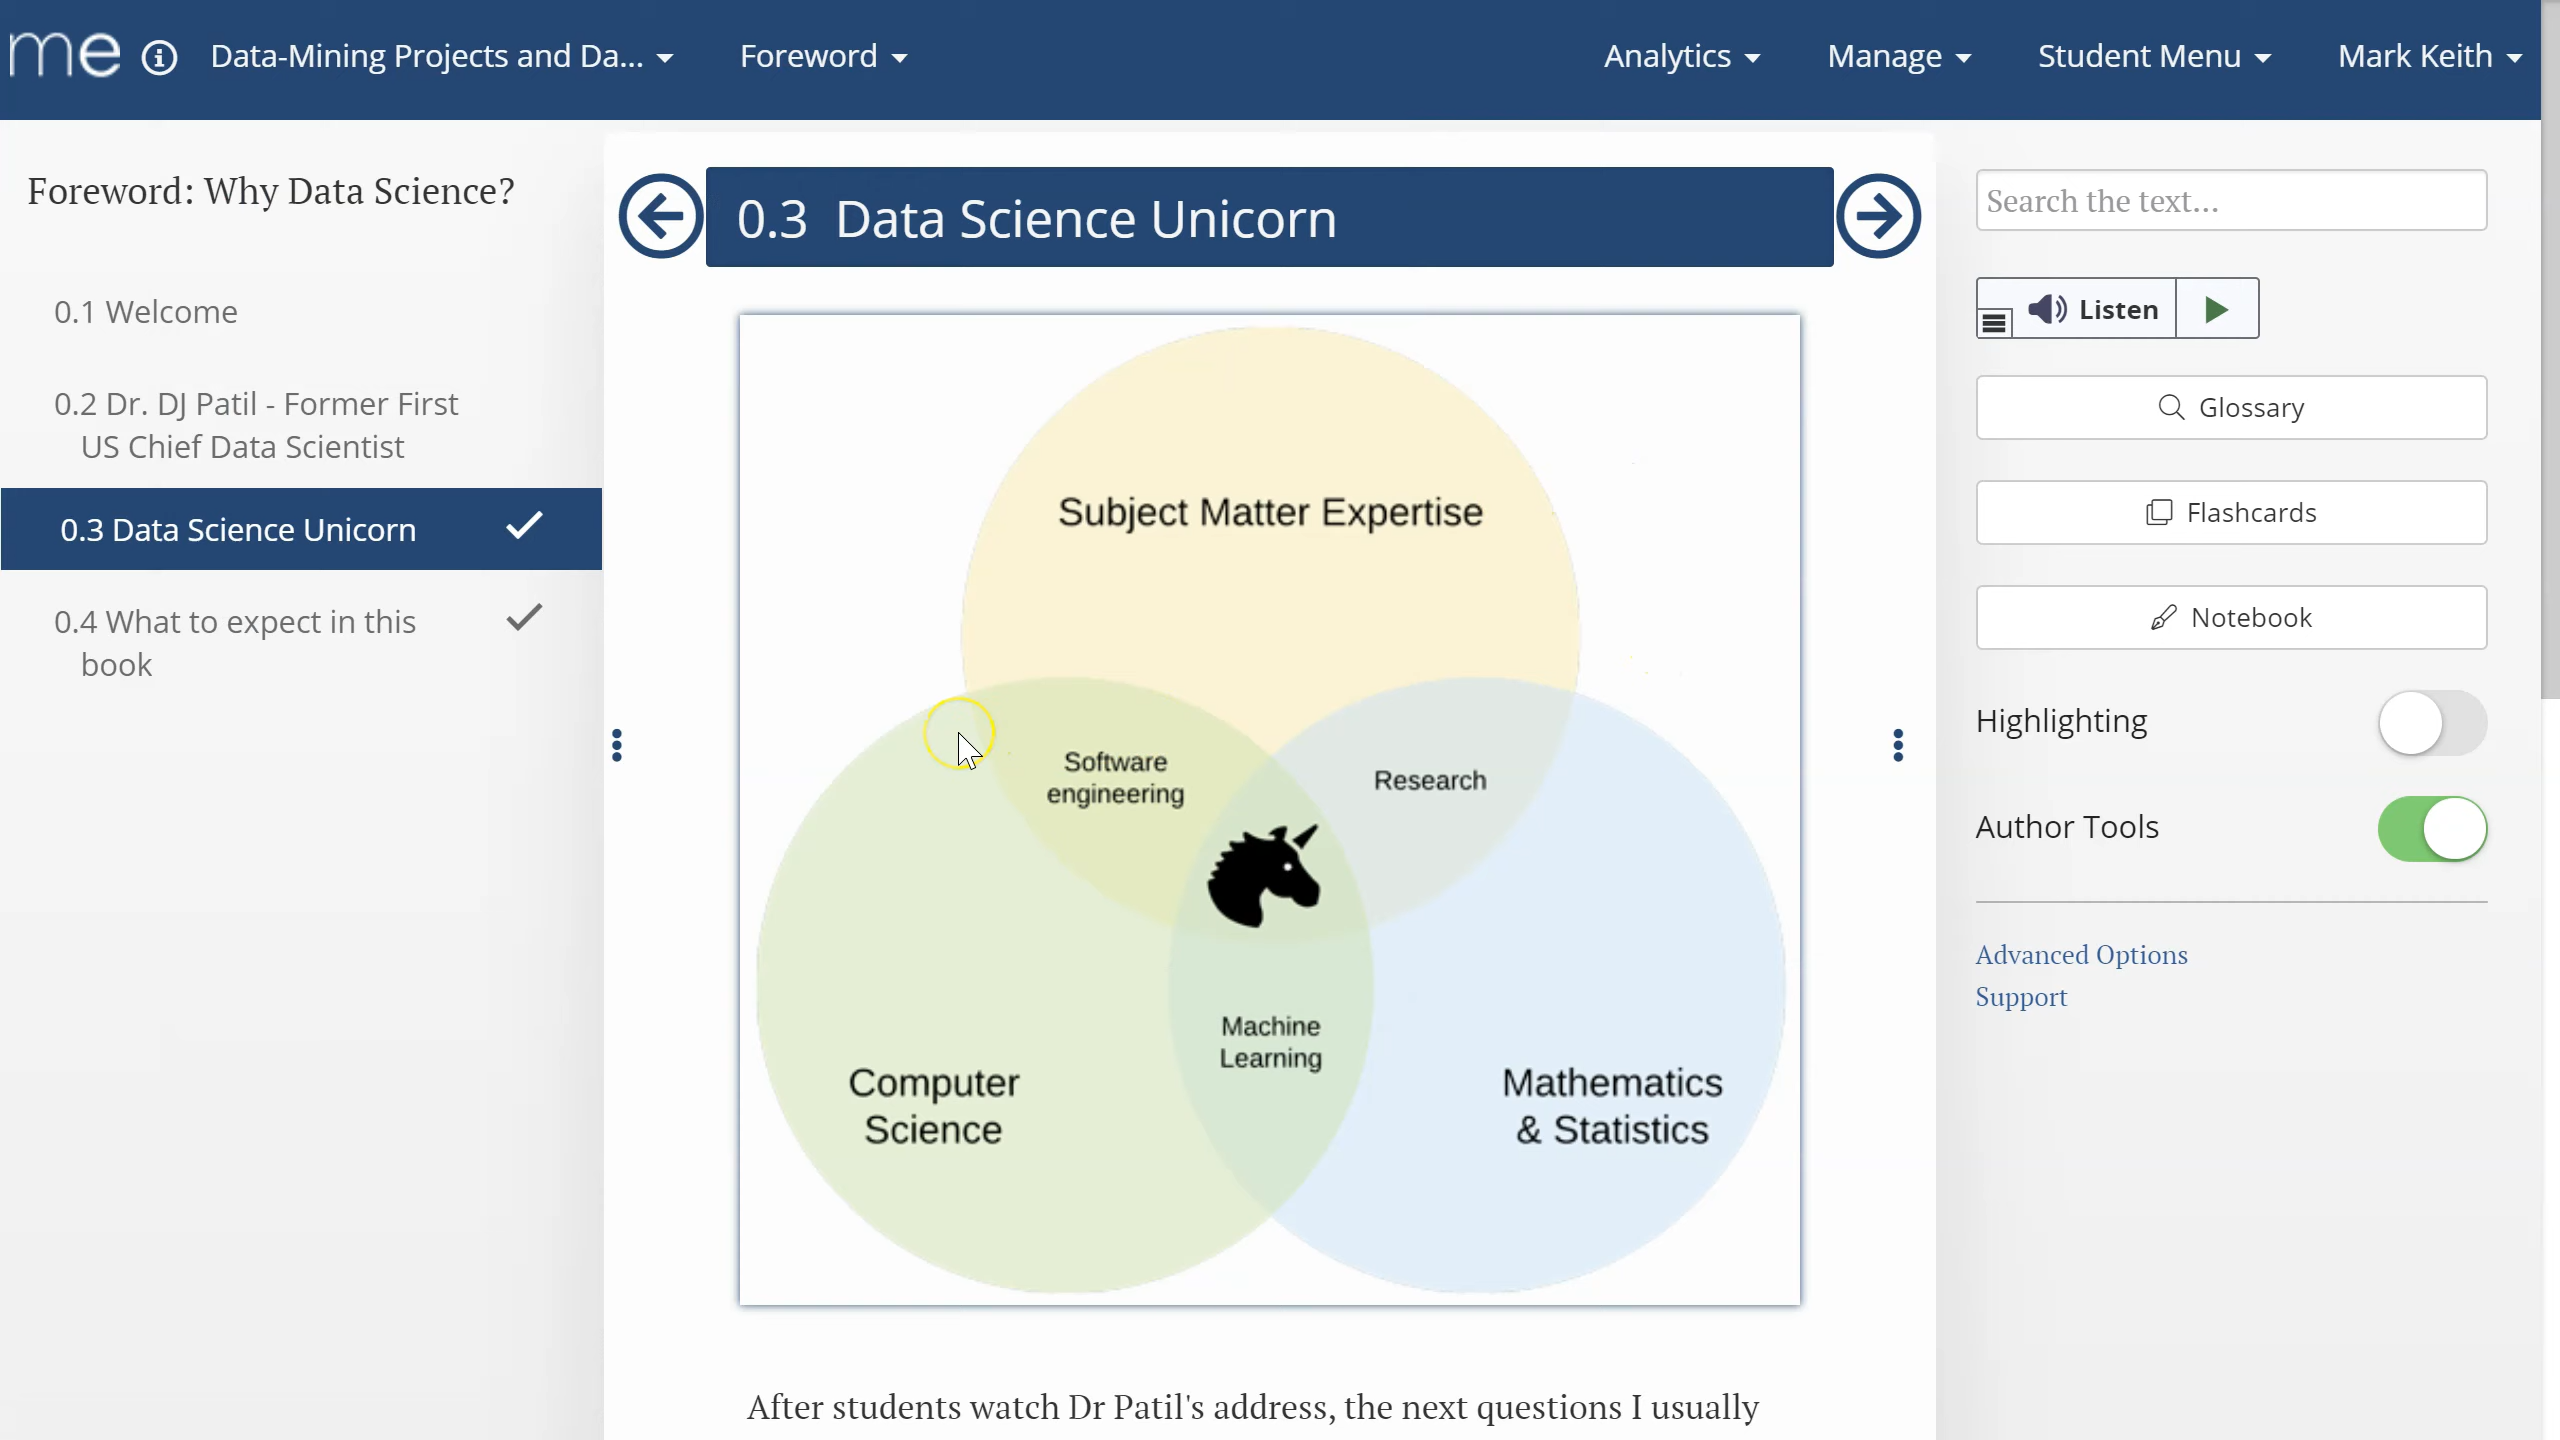 me
Data-Mining Projects and Da...
Foreword
Analytics
Manage
Student Menu
Mark Keith
Foreword: Why Data Science?
0.1 Welcome
0.2 Dr. DJ Patil - Former First
US Chief Data Scientist
0.3 Data Science Unicorn
0.4 What to expect in this
book
0.3 Data Science Unicorn
Subject Matter Expertise
Software
engineering
Research
Machine
Learning
Computer
Science
Mathematics
& Statistics
After students watch Dr Patil's address, the next questions I usually
Search the text...
Listen
Glossary
Flashcards
Notebook
Highlighting
Author Tools
Advanced Options
Support